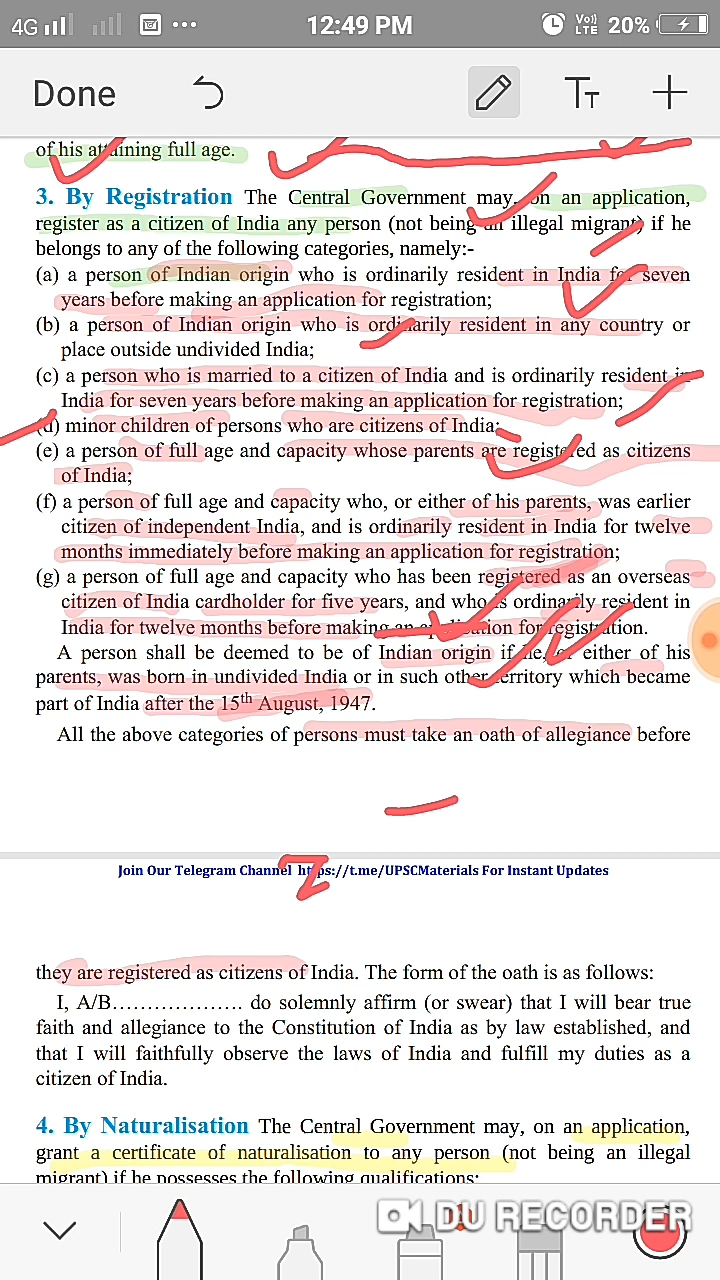 4G 12:49 PM Vo)) LTE 20%
Done TT
of his attaining full age.
3. By Registration The Central Government may, on an application,
register as a citizen of India any person (not being an illegal migrant) if he
belongs to any of the following categories, namely:-
(a) a person of Indian origin who is ordinarily resident in India for seven
years before making an application for registration;
(b) a person of Indian origin who is ordinarily resident in any country or
place outside undivided India;
(c) a person who is married to a citizen of India and is ordinarily resident in
India for seven years before making an application for registration;
(d) minor children of persons who are citizens of India;
(e) a person of full age and capacity whose parents are registered as citizens
of India;
(f) a person of full age and capacity who, or either of his parents, was earlier
citizen of independent India, and is ordinarily resident in India for twelve
months immediately before making an application for registration;
(g) a person of full age and capacity who has been registered as an overseas
citizen of India cardholder for five years, and who is ordinarily resident in
India for twelve months before making an application for registration.
A person shall be deemed to be of Indian origin if he, or either of his
parents, was born in undivided India or in such other territory which became
part of India after the 15th August, 1947.
All the above categories of persons must take an oath of allegiance before
Join Our Telegram Channel https://t.me/UPSCMaterials For Instant Updates
they are registered as citizens of India. The form of the oath is as follows:
I, A/B.................... do solemnly affirm (or swear) that I will bear true
faith and allegiance to the Constitution of India as by law established, and
that I will faithfully observe the laws of India and fulfill my duties as a
citizen of India.
4. By Naturalisation The Central Government may, on an application,
grant a certificate of naturalisation to any person (not being an illegal
migrant) if he possesses the following qualifications:
DU RECORDER